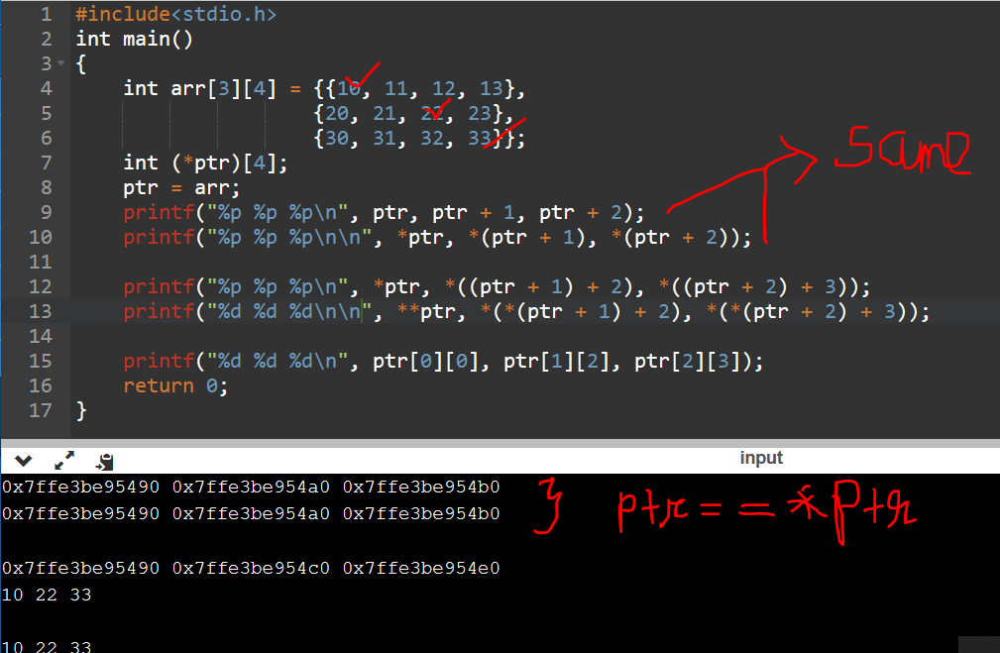 1 #include<stdio.h>
2 int main()
3 {
4 int arr[3][4] = {{10, 11, 12, 13},
5 {20, 21, 22, 23},
6 {30, 31, 32, 33}};
7 int (*ptr)[4];
8 ptr = arr;
9 printf("%p %p %p\n", ptr, ptr + 1, ptr + 2);
10 printf("%p %p %p\n\n", *ptr, *(ptr + 1), *(ptr + 2));
11
12 printf("%p %p %p\n", *ptr, *((ptr + 1) + 2), *((ptr + 2) + 3));
13 printf("%d %d %d\n\n", **ptr, *(*(ptr + 1) + 2), *(*(ptr + 2) + 3));
14
15 printf("%d %d %d\n", ptr[0][0], ptr[1][2], ptr[2][3]);
16 return 0;
17 }
same
input
0x7ffe3be95490 0x7ffe3be954a0 0x7ffe3be954b0
0x7ffe3be95490 0x7ffe3be954a0 0x7ffe3be954b0
} ptr == *ptr
0x7ffe3be95490 0x7ffe3be954c0 0x7ffe3be954e0
10 22 33
10 22 33